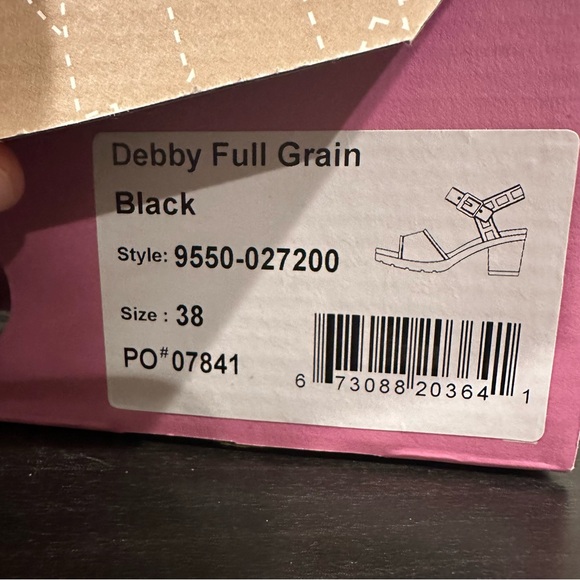 Debby Full Grain
Black
Style: 9550-027200
Size : 38
PO# 07841
6 73088 20364 1